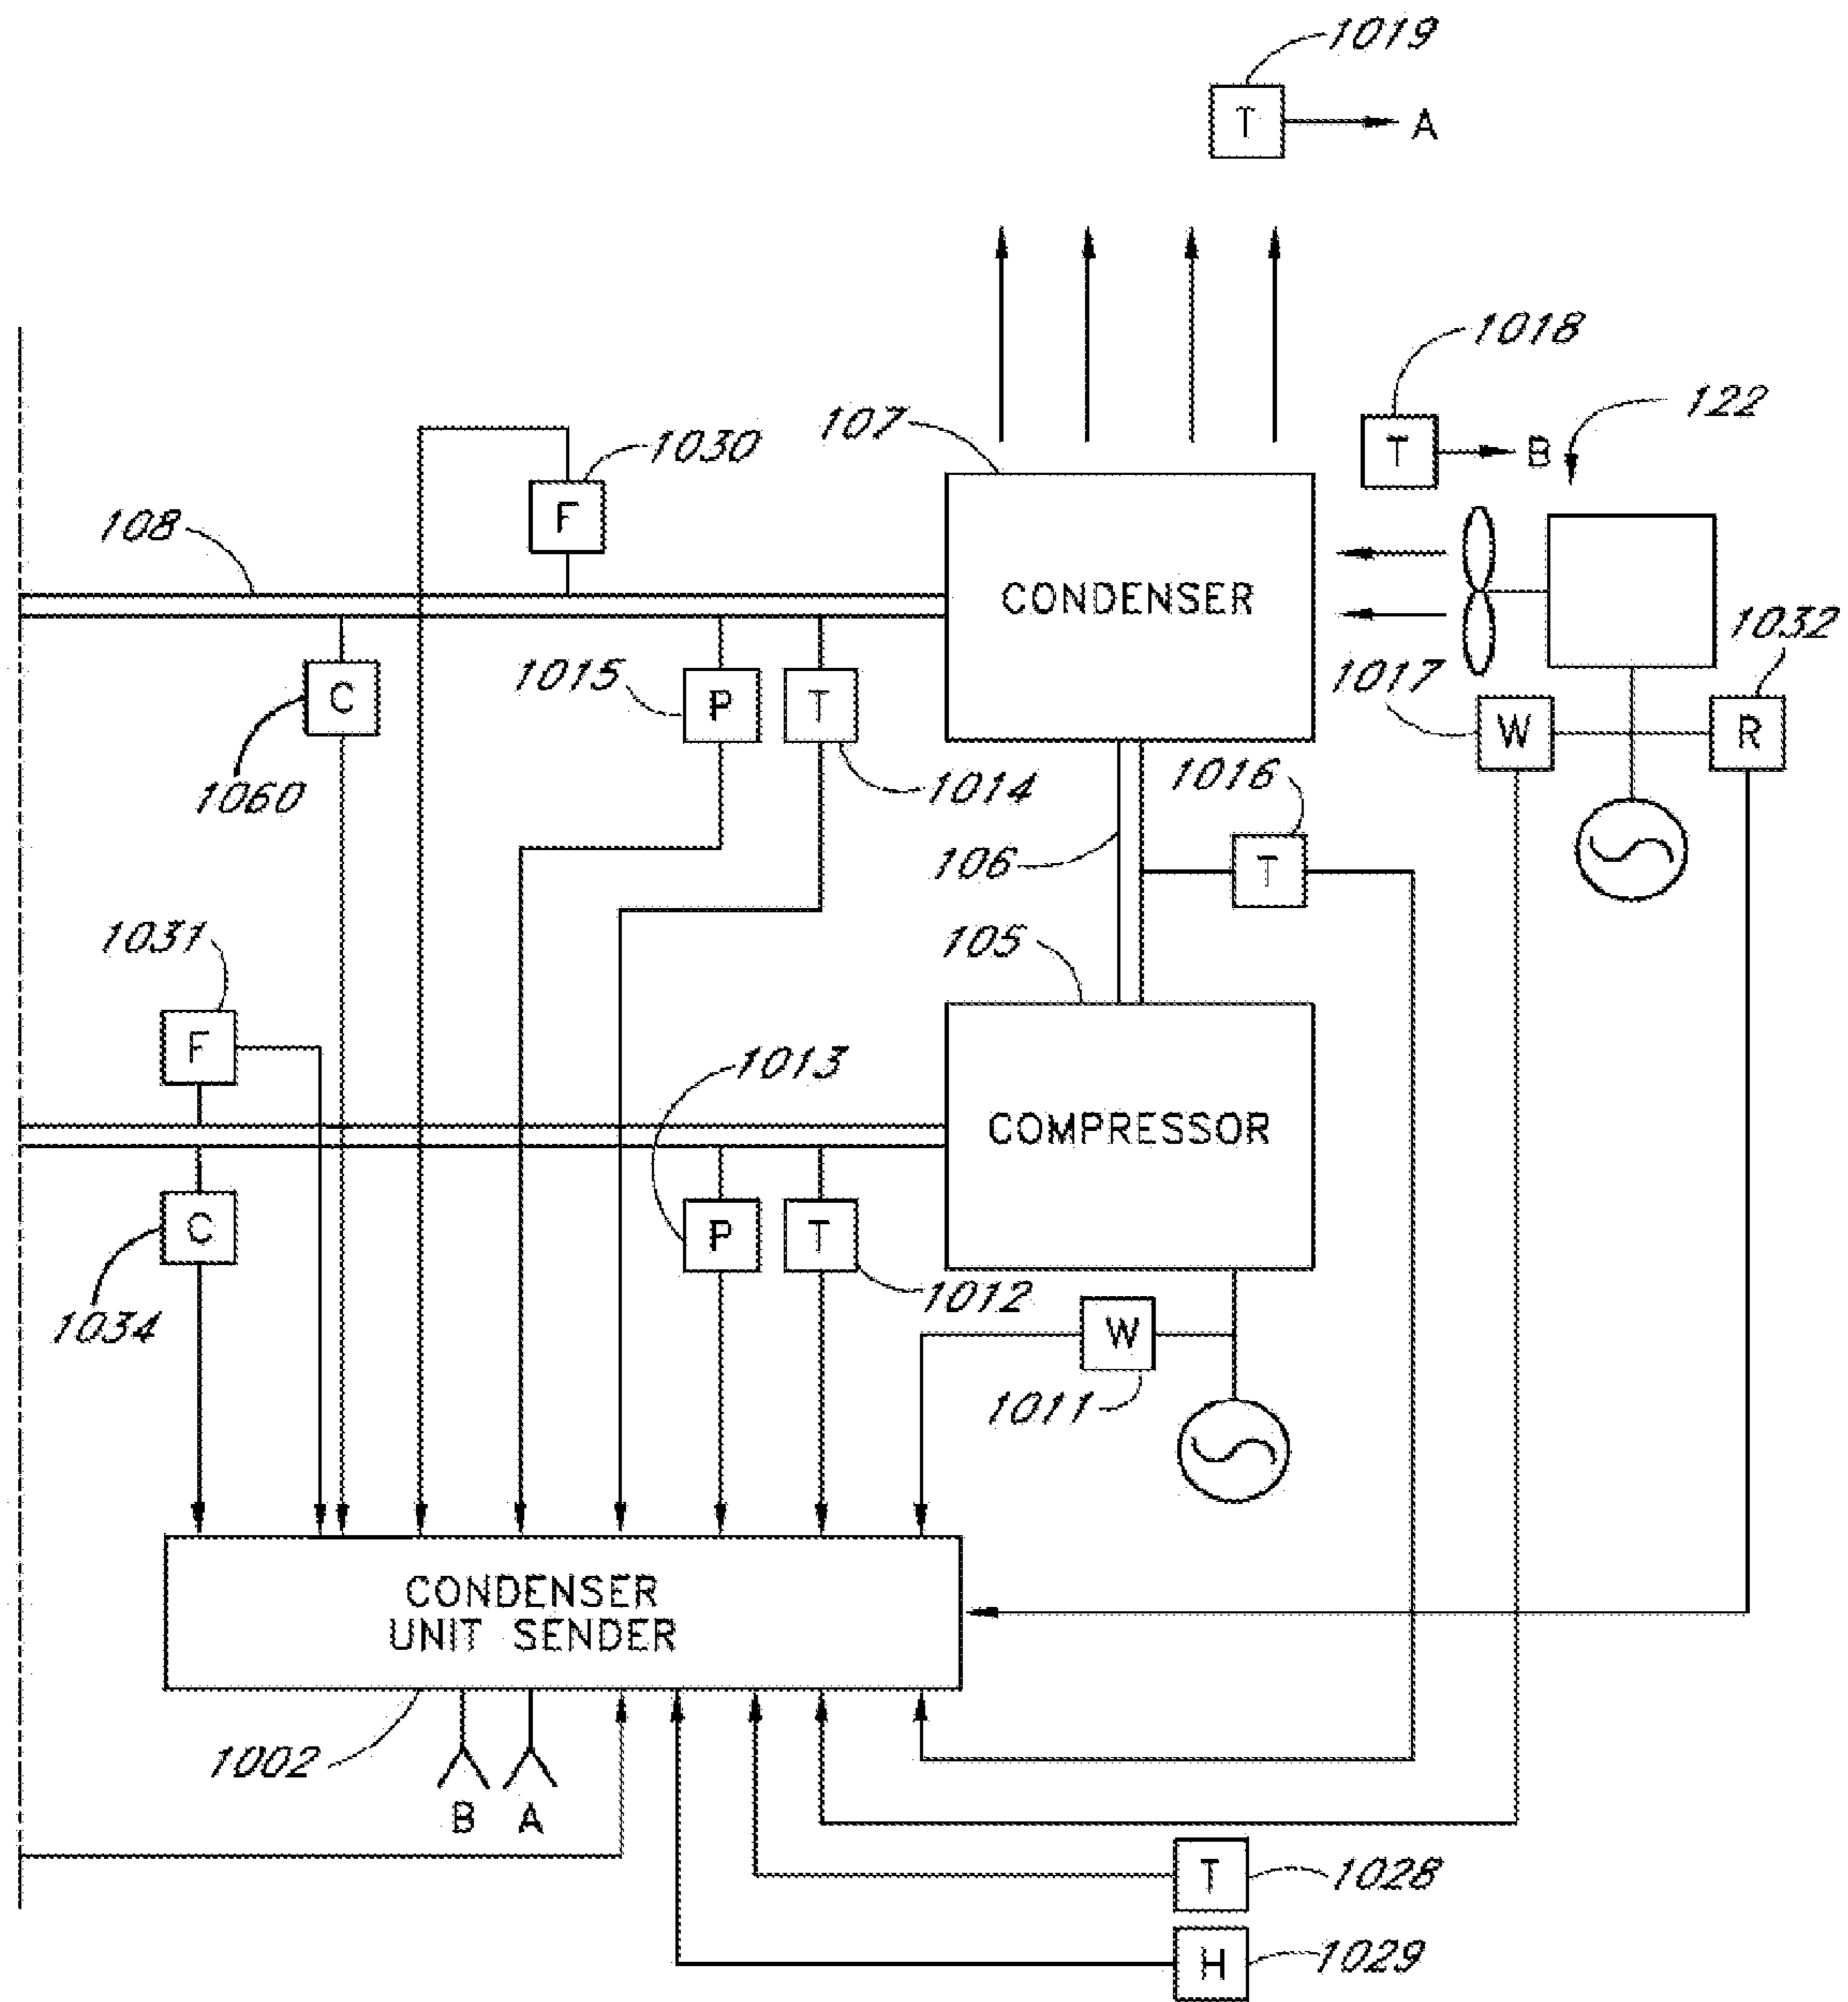 1019
T
A
1018
T
B
122
107
1030
F
108
CONDENSER
1032
1015
P
T
1017
W
R
C
1060
1014
1016
106
T
1031
105
F
1013
COMPRESSOR
C
P
T
1034
1012
W
1011
CONDENSER
UNIT SENDER
1002
B
A
T
1028
H
1029